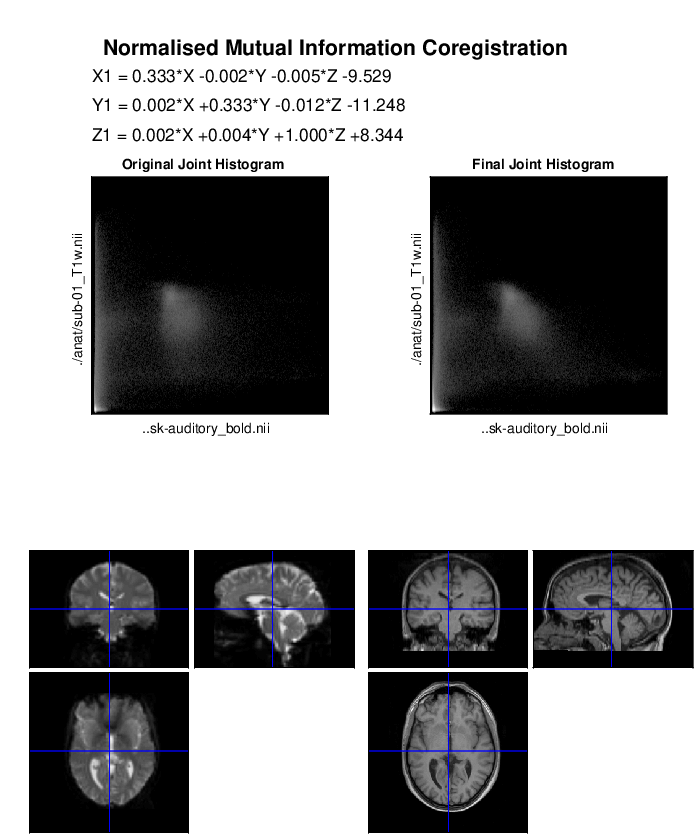 Normalised Mutual Information Coregistration
X1 = 0.333*X -0.002*Y -0.005*Z -9.529
Y1 = 0.002*X +0.333*Y -0.012*Z -11.248
Z1 = 0.002*X +0.004*Y +1.000*Z +8.344
Original Joint Histogram
Final Joint Histogram
./anat/sub-01_T1w.nii
./anat/sub-01_T1w.nii
..sk-auditory_bold.nii
..sk-auditory_bold.nii